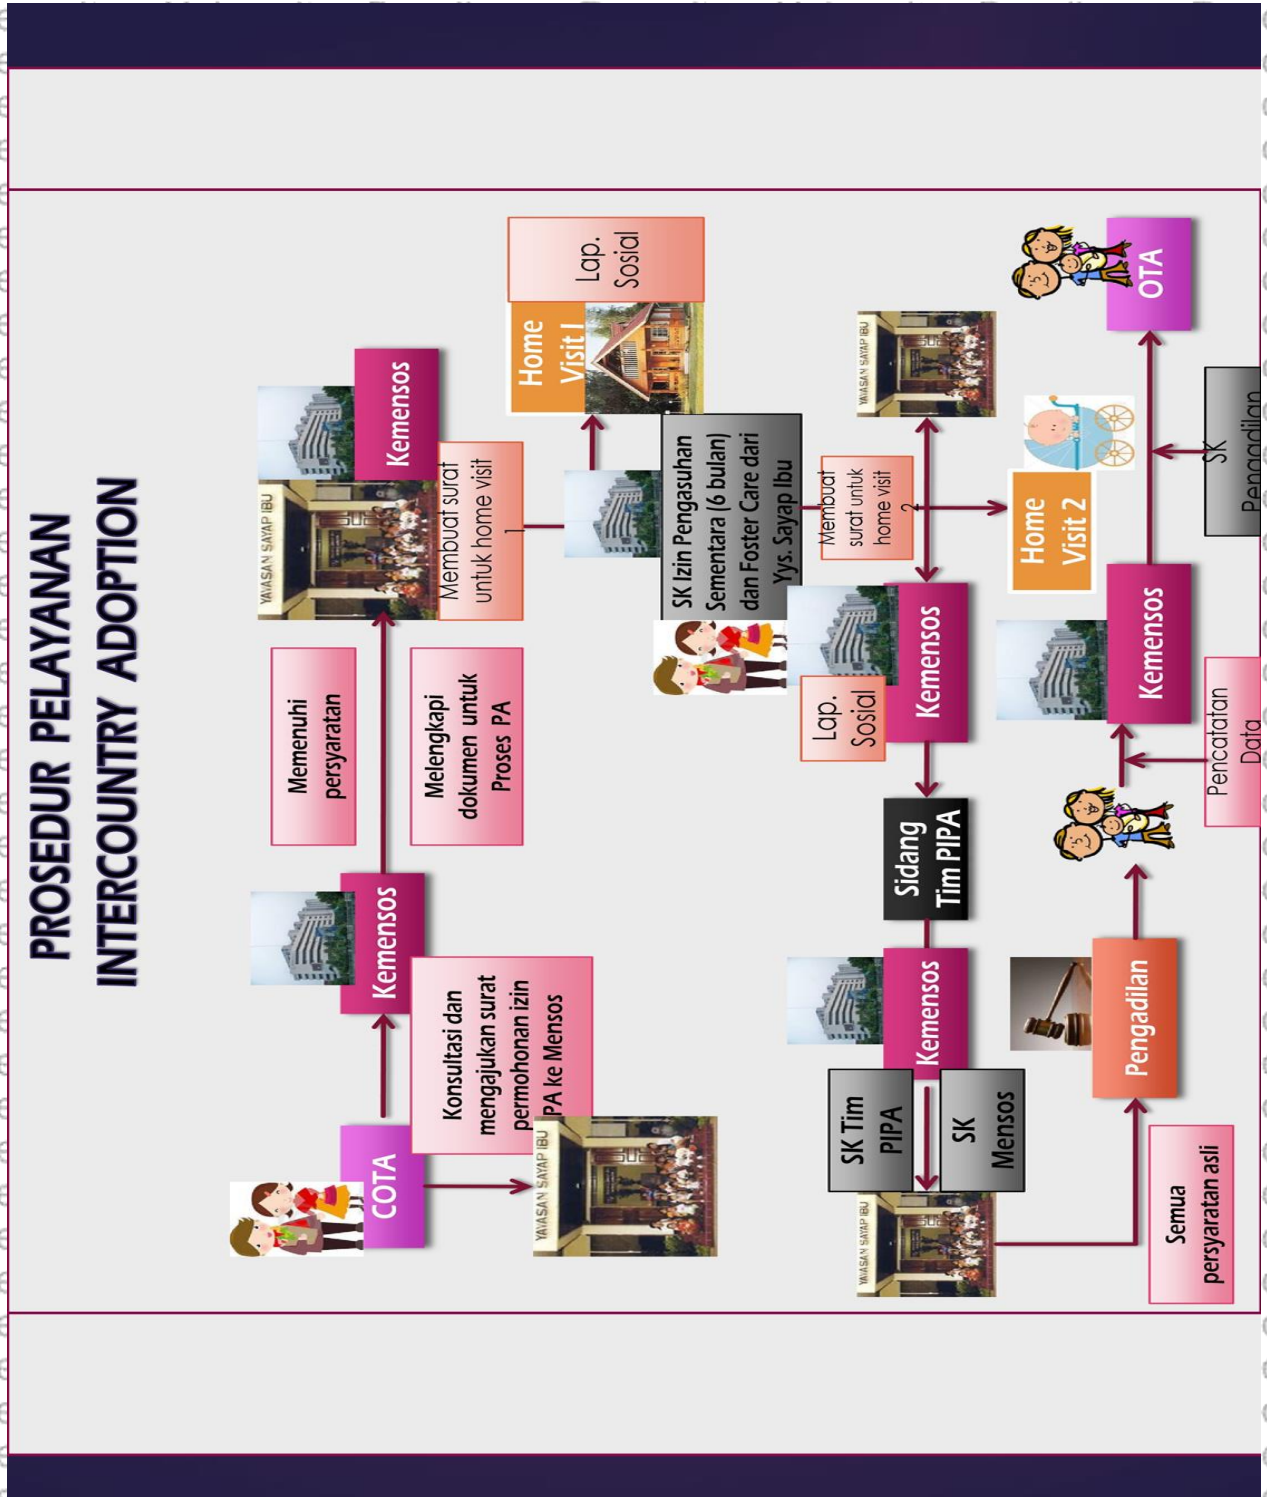 PROSEDUR PELAYANAN
INTERCOUNTRY ADOPTION
COTA
Konsultasi dan
mengajukan surat
permohonan izin
PA ke Mensos
YAYASAN SAYAP IBU
Kemensos
Memenuhi
persyaratan
Melengkapi
dokumen untuk
Proses PA
YAYASAN SAYAP IBU
Kemensos
Membuat surat
untuk home visit
1
Home
Visit I
Lap.
Sosial
SK Izin Pengasuhan
Sementara (6 bulan)
dan Foster Care dari
Yys. Sayap Ibu
Membuat
surat untuk
home visit
2
YAYASAN SAYAP IBU
Home
Visit 2
Kemensos
Lap.
Sosial
Sidang
Tim PIPA
Kemensos
SK Tim
PIPA
SK
Mensos
YAYASAN SAYAP IBU
Semua
persyaratan asli
Pengadilan
Pencatatan
Data
Kemensos
SK
Pengadilan
OTA